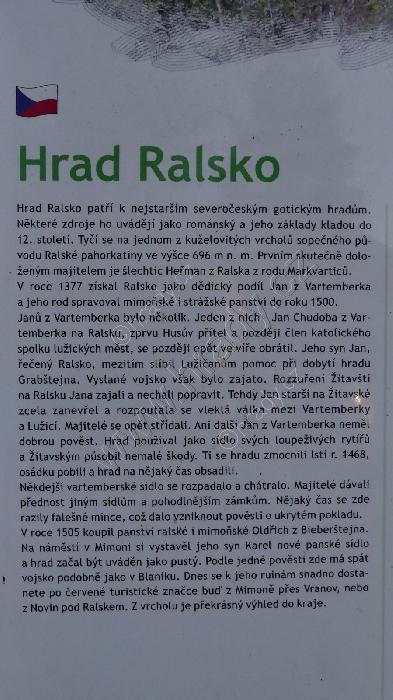 Hrad Ralsko
Hrad Ralsko patří k nejstarším severočeským gotickým hradům.
Některé zdroje ho uvádějí jako románský a jeho základy kladou do
12. století. Tyčí se na jednom z kuželovitých vrcholů sopečného pů-
vodu Ralské pahorkatiny ve výšce 696 m n. m. Prvním skutečně dolo-
ženým majitelem je šlechtic Heřman z Ralska z rodu Markvarticů.
V roce 1377 získal Ralsko jako dědický podíl Jan z Vartemberka
a jeho rod spravoval mimoňské i strážské panství do roku 1500.
Janů z Vartemberka bylo několik. Jeden z nich - Jan Chudoba z Var-
temberka na Ralsku, zprvu Husův přítel a později člen katolického
spolku lužických měst, se později opět ve víře obrátil. Jeho syn Jan,
řečený Ralsko, mezitím slíbil Lužičanům pomoc při dobytí hradu
Grabštejna. Vyslané vojsko však bylo zajato. Rozzuření Žitavští
na Ralsku Jana zajali a nechali popravit. Tehdy Jan starší na Žitavské
zcela zanevřel a rozpoutala se vleklá válka mezi Vartemberky
a Lužicí. Majitelé se opět střídali. Ani další Jan z Vartemberka neměl
dobrou pověst. Hrad používal jako sídlo svých loupeživých rytířů
a Žitavským působil nemalé škody. Ti se hradu zmocnili lstí r. 1468,
osádku pobili a hrad na nějaký čas obsadili.
Někdejší vartemberské sídlo se rozpadalo a chátralo. Majitelé dávali
přednost jiným sídlům a pohodlnějším zámkům. Nějaký čas se zde
razily falešné mince, což dalo vzniknout pověsti o ukrytém pokladu.
V roce 1505 koupil panství ralské i mimoňské Oldřich z Bieberštejna.
Na náměstí v Mimoni si vystavěl jeho syn Karel nové panské sídlo
a hrad začal být uváděn jako pustý. Podle jedné pověsti zde má spát
vojsko podobně jako v Blaníku. Dnes se k jeho ruinám snadno dosta-
nete po červené turistické značce buď z Mimoně přes Vranov, nebo
z Novin pod Ralskem. Z vrcholu je překrásný výhled do kraje.